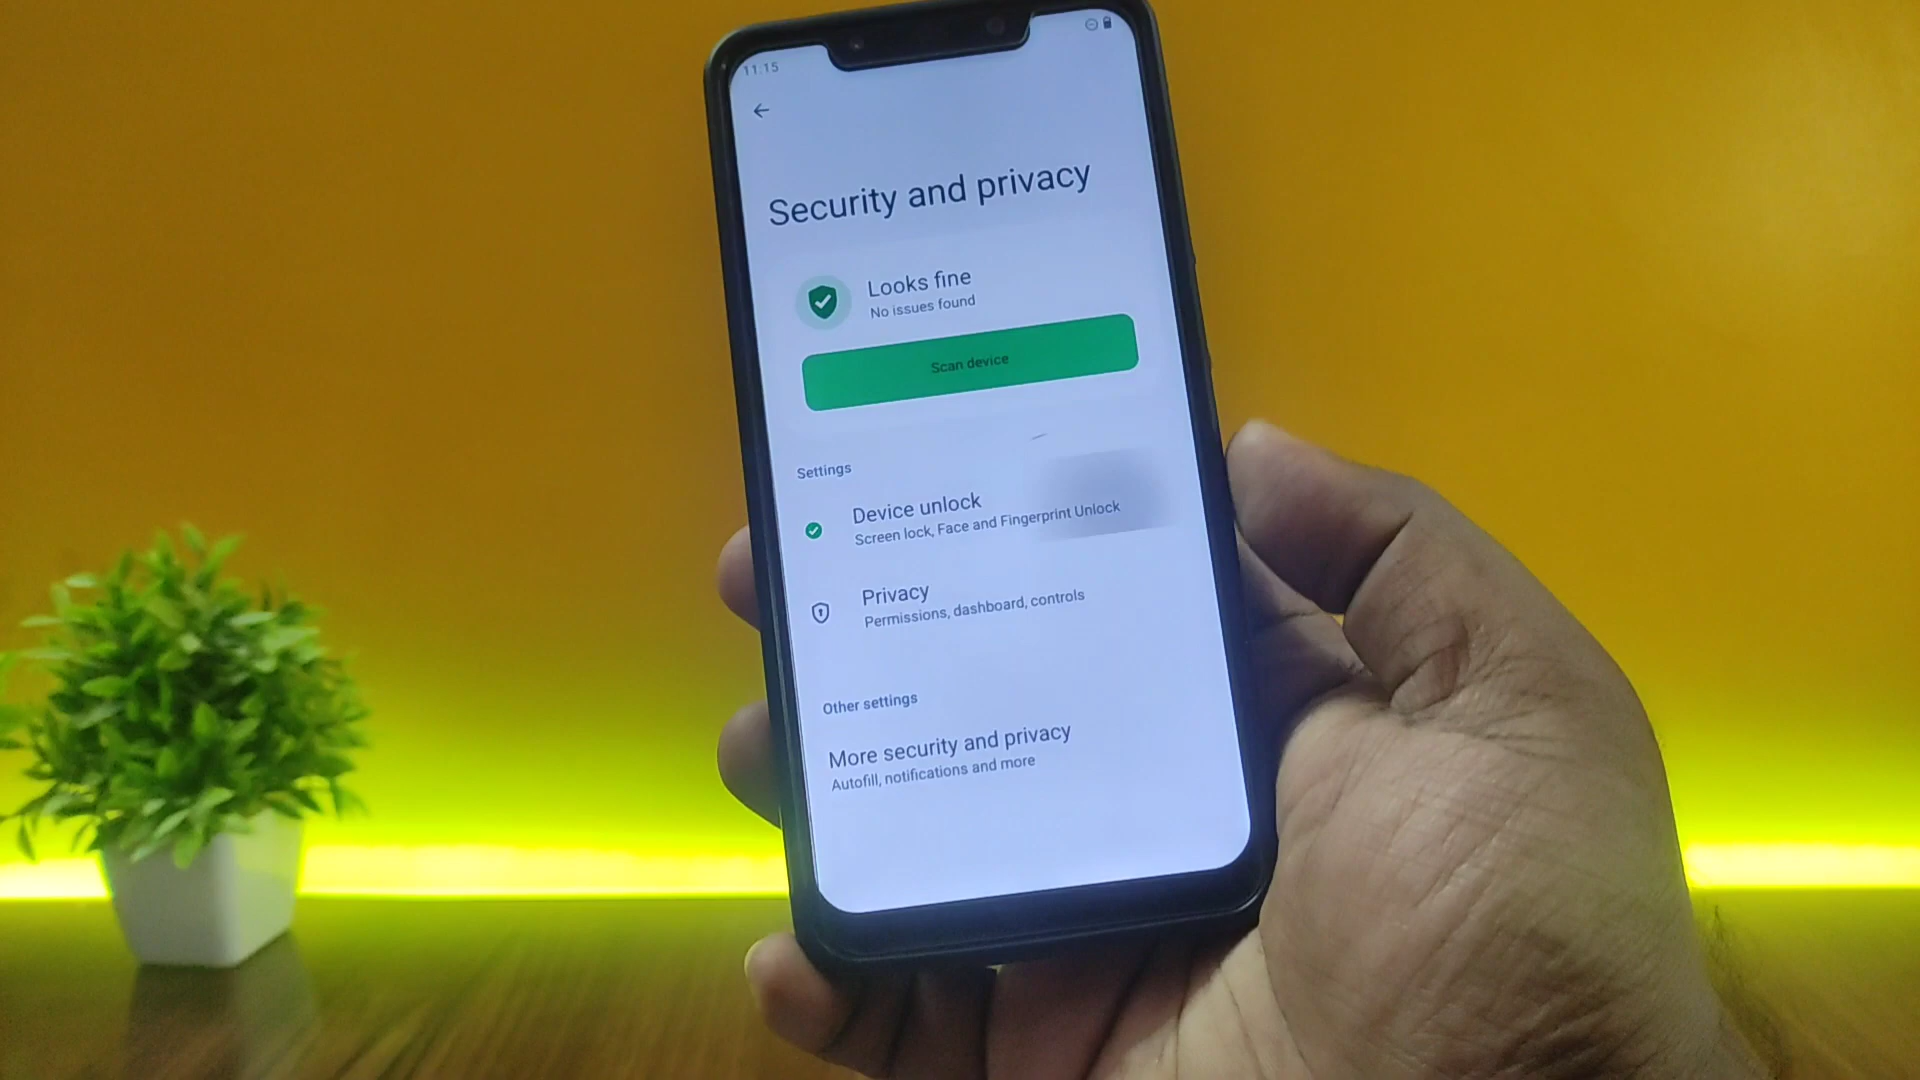 11:15
Security and privacy
Looks fine
No issues found
Scan device
Settings
Device unlock
Screen lock, Face and Fingerprint Unlock
Privacy
Permissions, dashboard, controls
Other settings
More security and privacy
Autofill, notifications and more